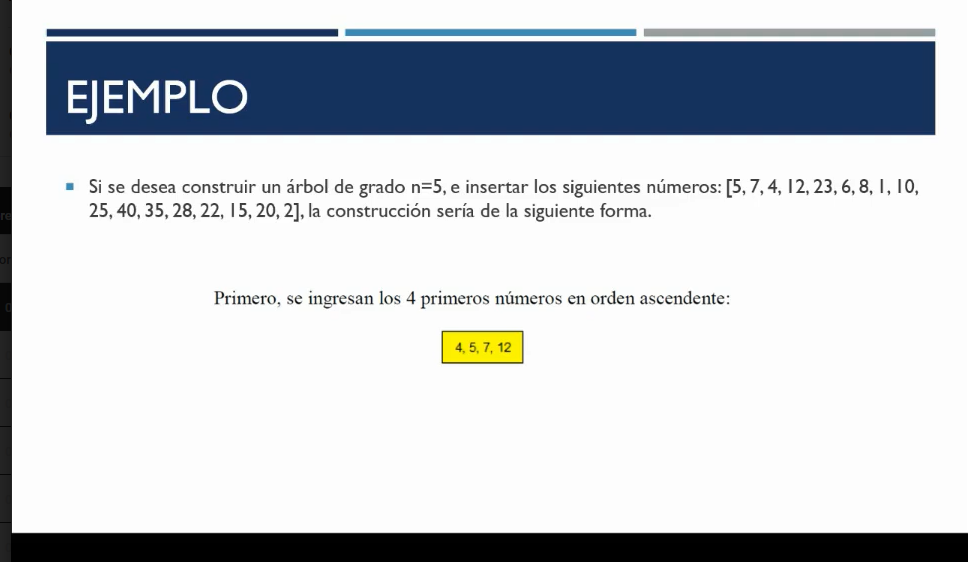 EJEMPLO
Si se desea construir un árbol de grado n=5, e insertar los siguientes números: [5, 7, 4, 12, 23, 6, 8, 1, 10,
25, 40, 35, 28, 22, 15, 20, 2], la construcción sería de la siguiente forma.
Primero, se ingresan los 4 primeros números en orden ascendente:
4, 5, 7, 12